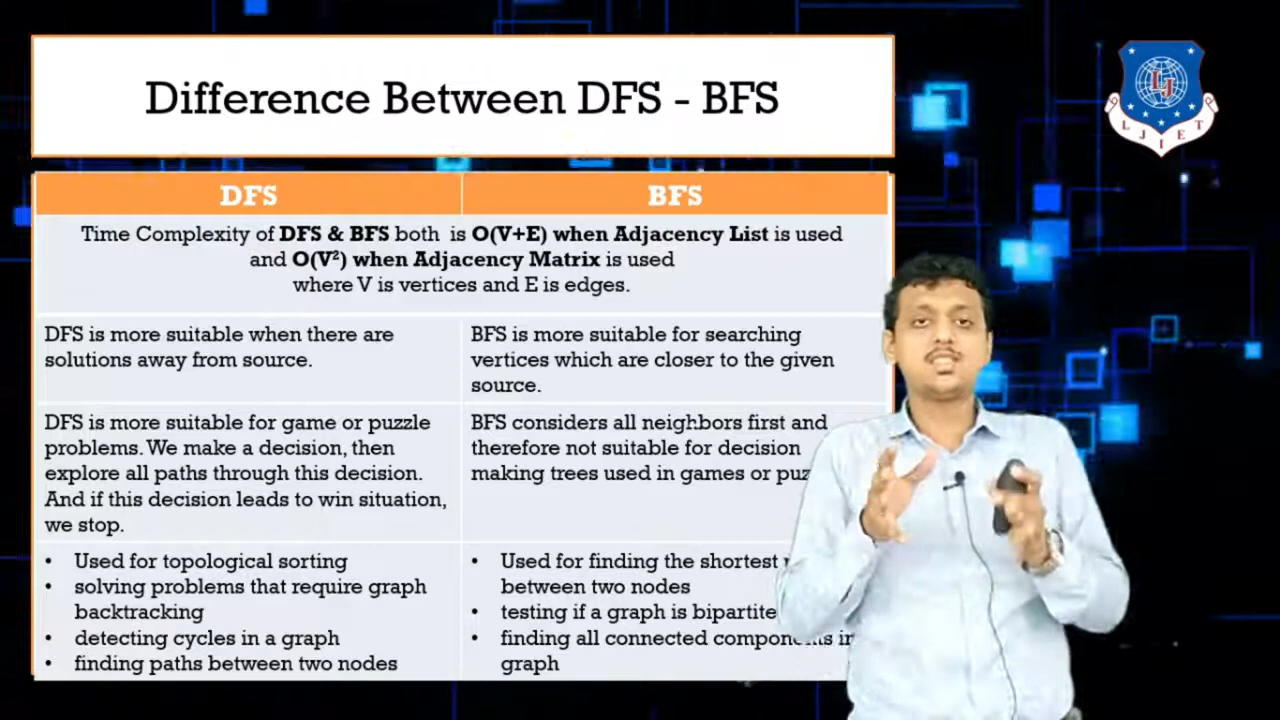 Difference Between DFS - BFS
LJIET
DFS
BFS
Time Complexity of DFS & BFS both is O(V+E) when Adjacency List is used
and O(V²) when Adjacency Matrix is used
where V is vertices and E is edges.
DFS is more suitable when there are
solutions away from source.
BFS is more suitable for searching
vertices which are closer to the given
source.
DFS is more suitable for game or puzzle
problems. We make a decision, then
explore all paths through this decision.
And if this decision leads to win situation,
we stop.
BFS considers all neighbors first and
therefore not suitable for decision
making trees used in games or
• Used for topological sorting
• solving problems that require graph
backtracking
• detecting cycles in a graph
• finding paths between two nodes
• Used for finding the shortest
between two nodes
• testing if a graph is bipartite
• finding all connected components in
graph